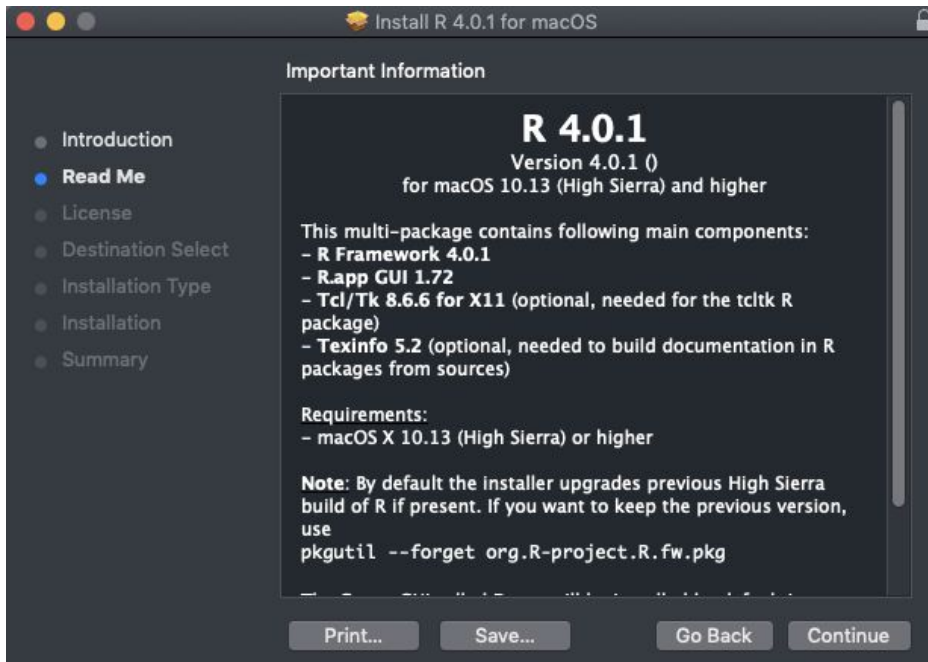 Install R 4.0.1 for macOS
Important Information
Introduction
Read Me
License
Destination Select
Installation Type
Installation
Summary
R 4.0.1
Version 4.0.1 ()
for macOS 10.13 (High Sierra) and higher
This multi-package contains following main components:
– R Framework 4.0.1
– R.app GUI 1.72
– Tcl/Tk 8.6.6 for X11 (optional, needed for the tcltk R
package)
– Texinfo 5.2 (optional, needed to build documentation in R
packages from sources)
Requirements:
– macOS X 10.13 (High Sierra) or higher
Note: By default the installer upgrades previous High Sierra
build of R if present. If you want to keep the previous version,
use
pkgutil --forget org.R-project.R.fw.pkg
Print...
Save...
Go Back
Continue